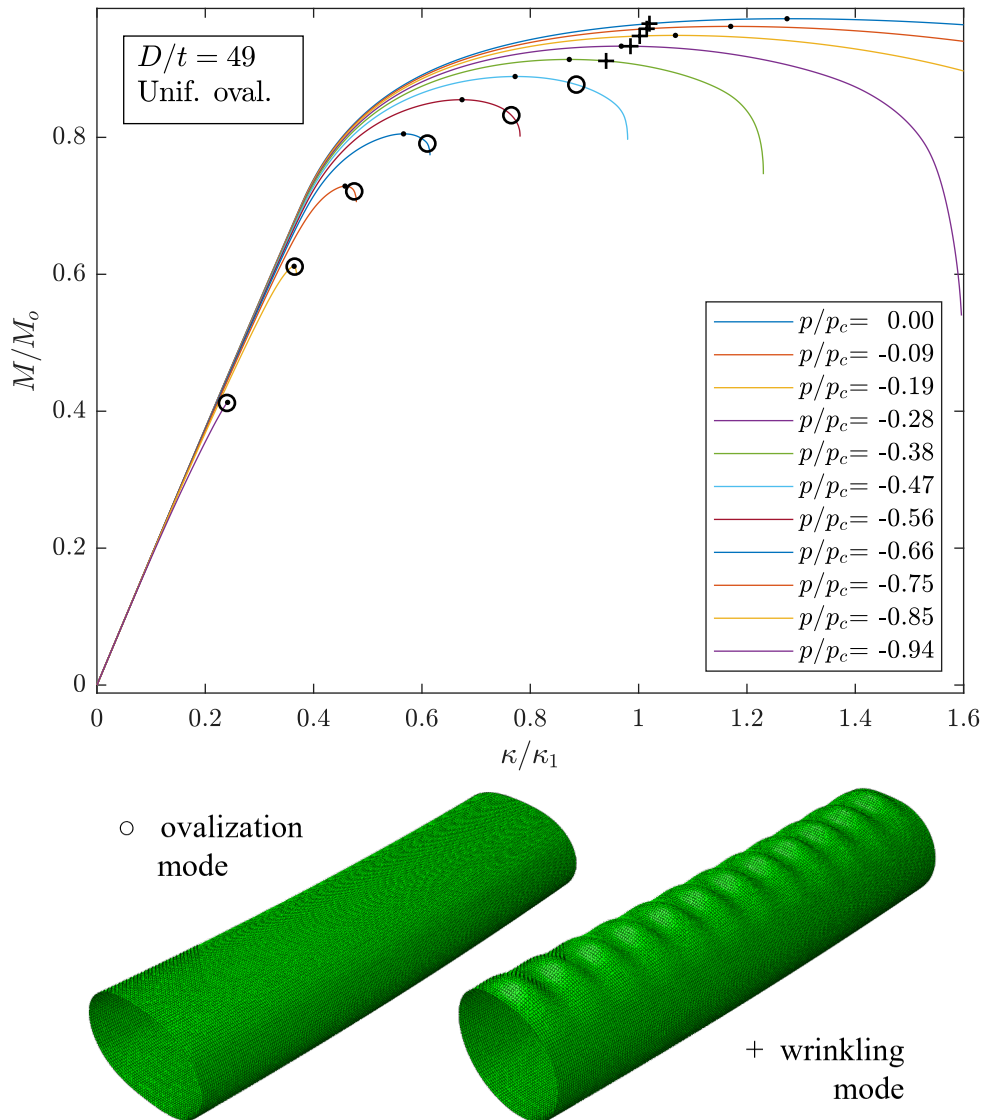 D/t = 49
Unif. oval.
M/M_o
0.8
0.6
0.4
0.2
0
0 0.2 0.4 0.6 0.8 1 1.2 1.4 1.6
κ/κ_1
p/p_c= 0.00
p/p_c= -0.09
p/p_c= -0.19
p/p_c= -0.28
p/p_c= -0.38
p/p_c= -0.47
p/p_c= -0.56
p/p_c= -0.66
p/p_c= -0.75
p/p_c= -0.85
p/p_c= -0.94
○ ovalization
mode
+ wrinkling
mode